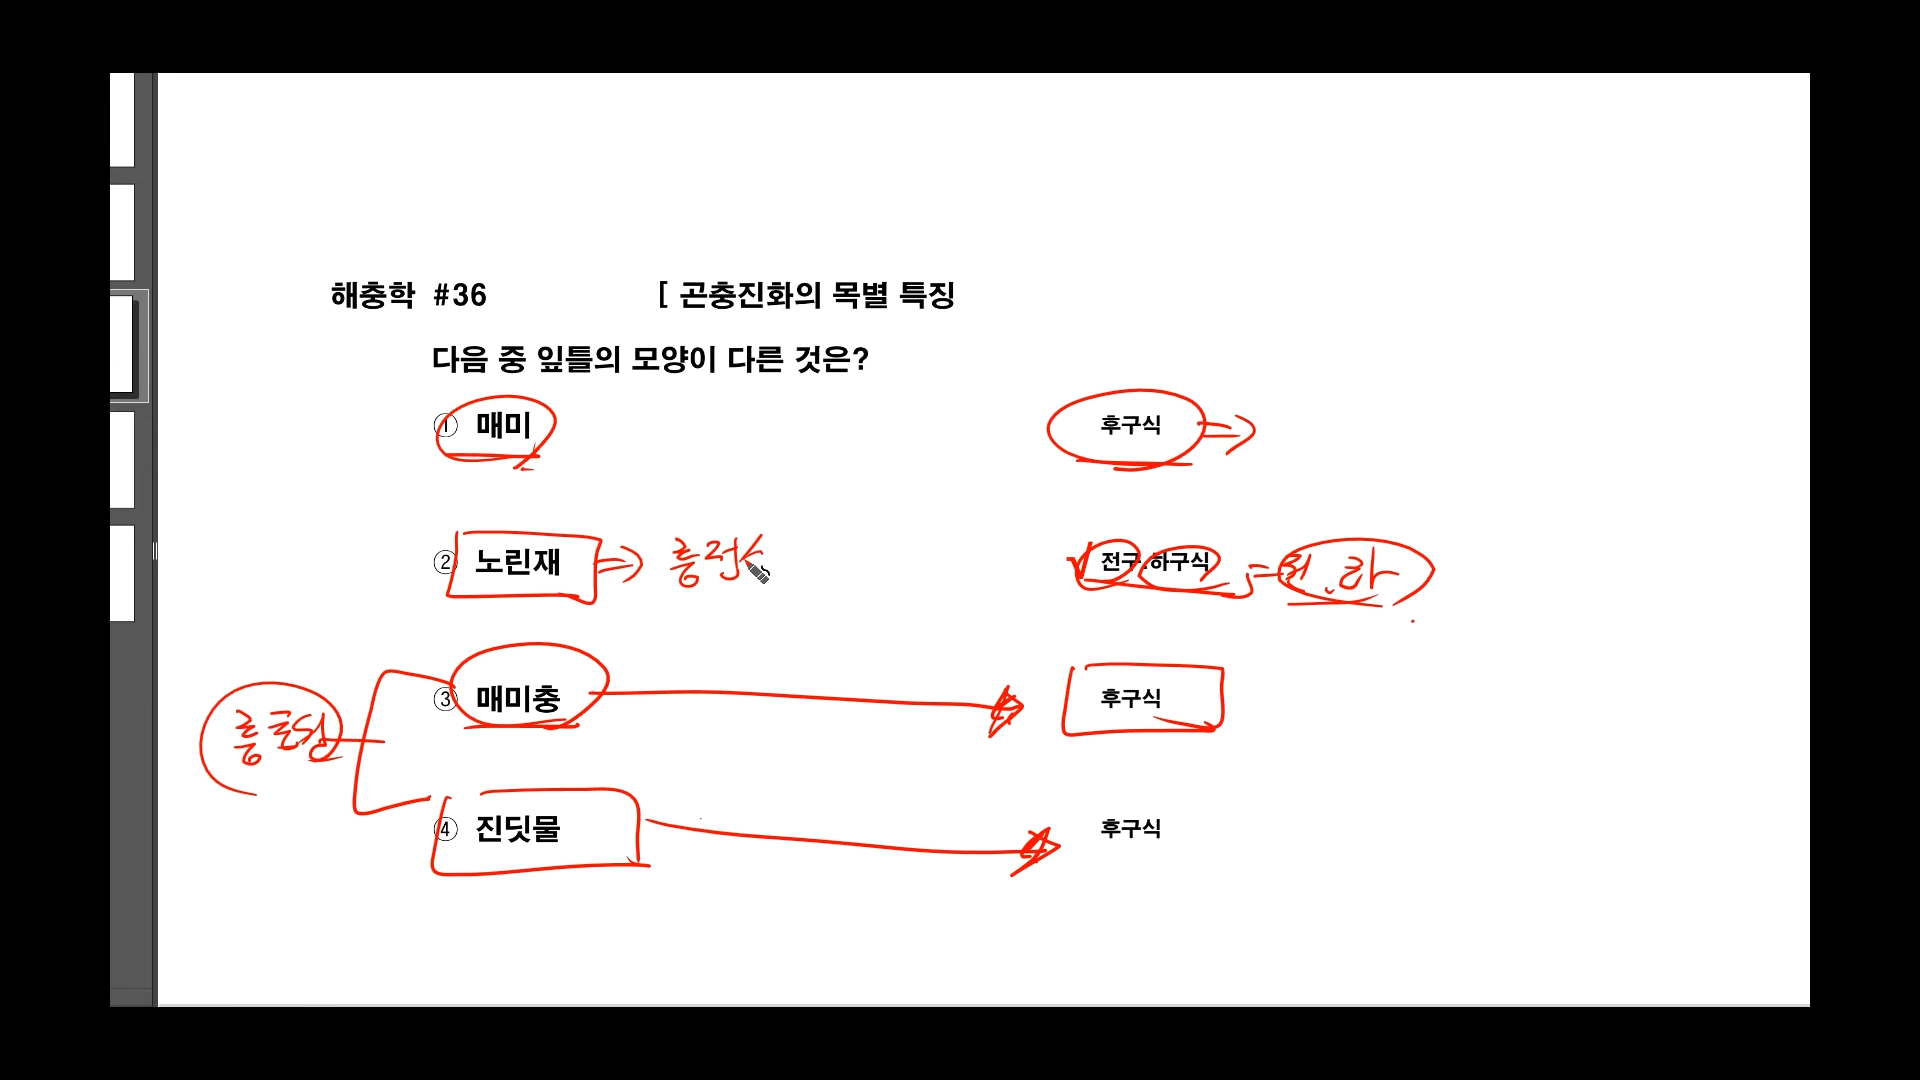 해충학 #36 [ 곤충진화의 목별 특징
다음 중 잎틀의 모양이 다른 것은?
① 매미 후구식
② 노린재 전구.하구식
③ 매미충 후구식
④ 진딧물 후구식